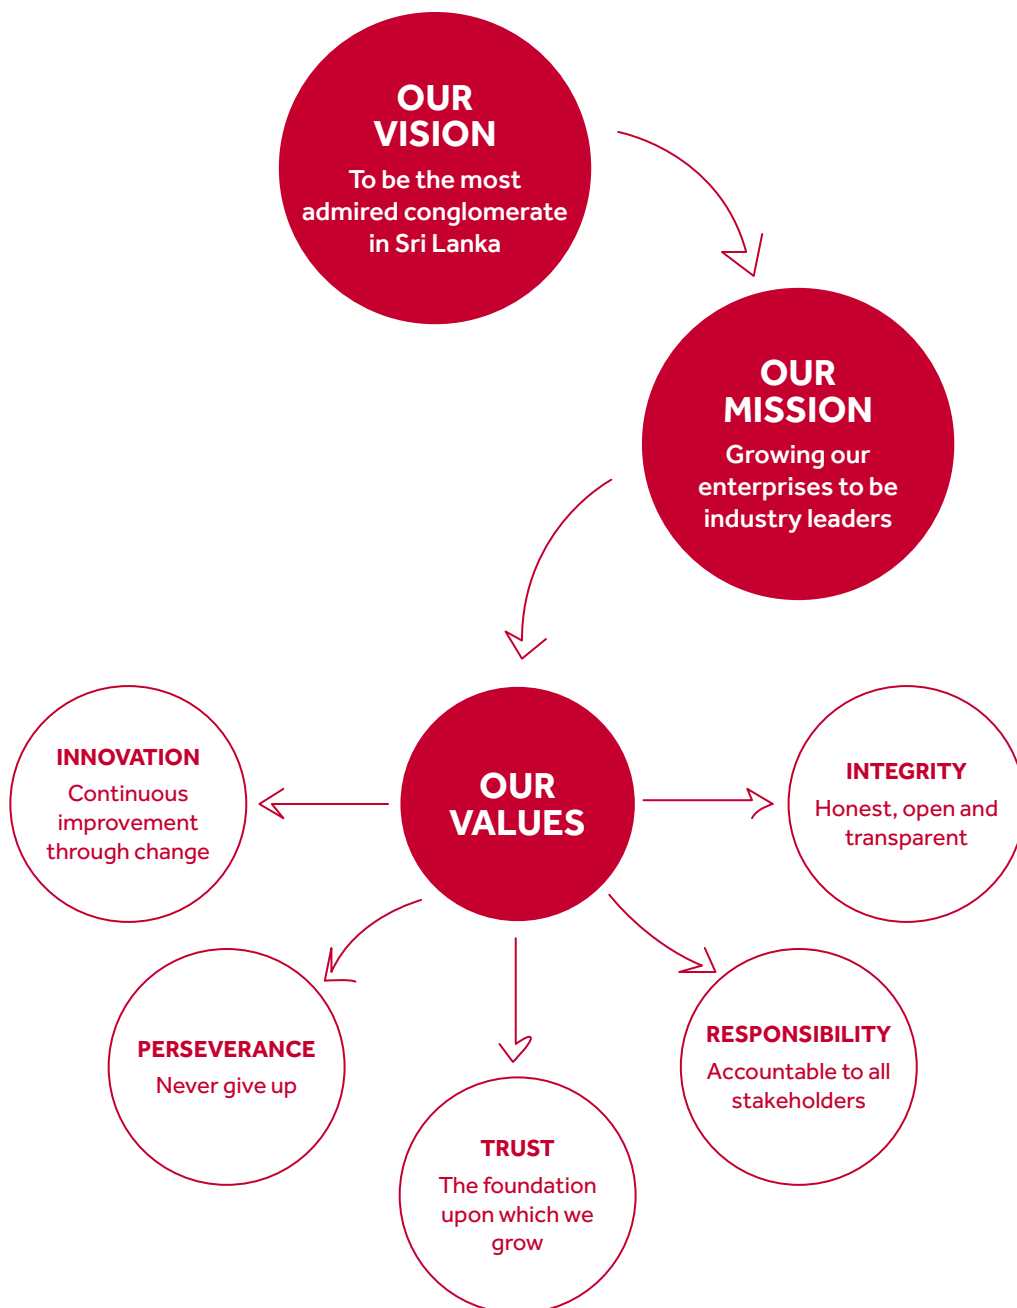 OUR
VISION
To be the most
admired conglomerate
in Sri Lanka
OUR
MISSION
Growing our
enterprises to be
industry leaders
OUR
VALUES
INNOVATION
Continuous
improvement
through change
INTEGRITY
Honest, open and
transparent
PERSEVERANCE
Never give up
RESPONSIBILITY
Accountable to all
stakeholders
TRUST
The foundation
upon which we
grow